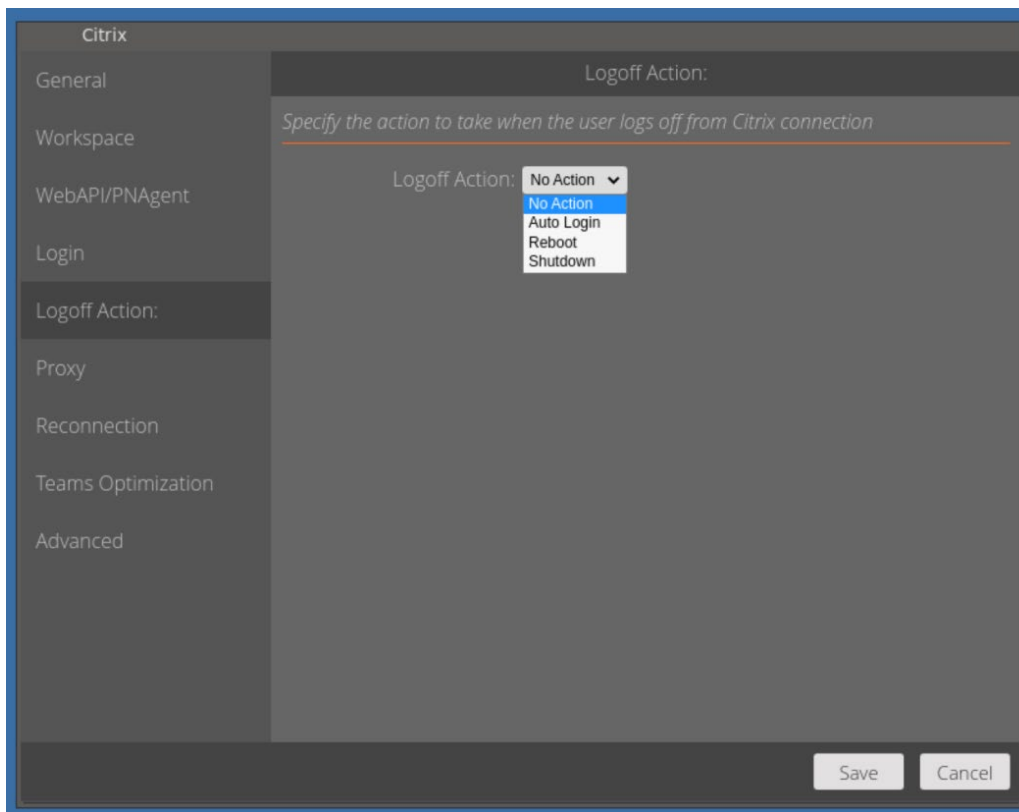 Citrix
General
Workspace
WebAPI/PNAgent
Login
Logoff Action:
Proxy
Reconnection
Teams Optimization
Advanced
Logoff Action:
Specify the action to take when the user logs off from Citrix connection
Logoff Action: No Action
No Action
Auto Login
Reboot
Shutdown
Save Cancel